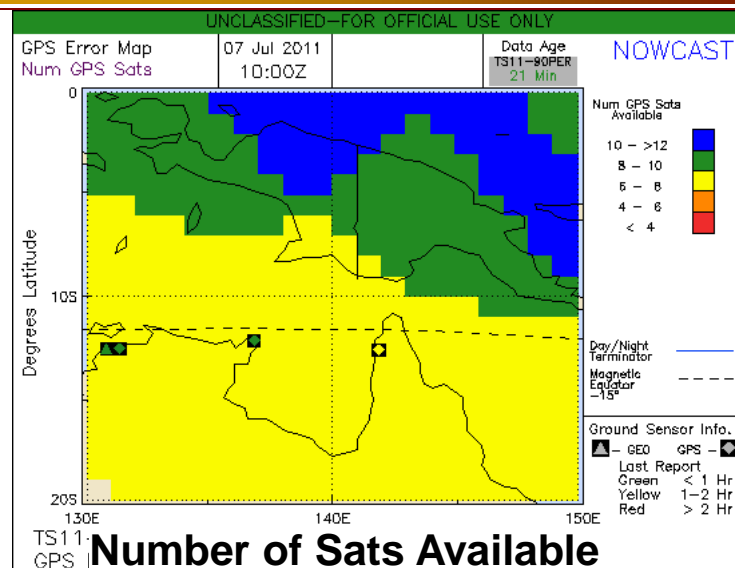 UNCLASSIFIED-FOR OFFICIAL USE ONLY
GPS Error Map
Num GPS Sats
07 Jul 2011
10:00Z
Data Age
TS11-90PER
21 Min
NOWCAST
Num GPS Sats
Available
10 - >12
8 - 10
6 - 8
4 - 6
< 4
Degrees Latitude
0
10S
20S
130E
140E
150E
Day/Night
Terminator
Magnetic
Equator
-15°
Ground Sensor Info.
- GEO GPS -
Last Report
Green < 1 Hr
Yellow 1-2 Hr
Red > 2 Hr
TS11-
GPS
Number of Sats Available